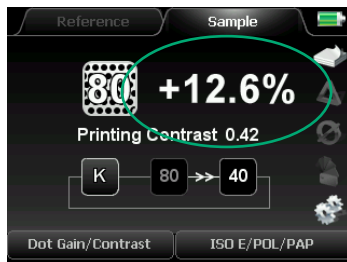 Reference Sample
80 +12.6%
Printing Contrast 0.42
K 80 >> 40
Dot Gain/Contrast ISO E/POL/PAP